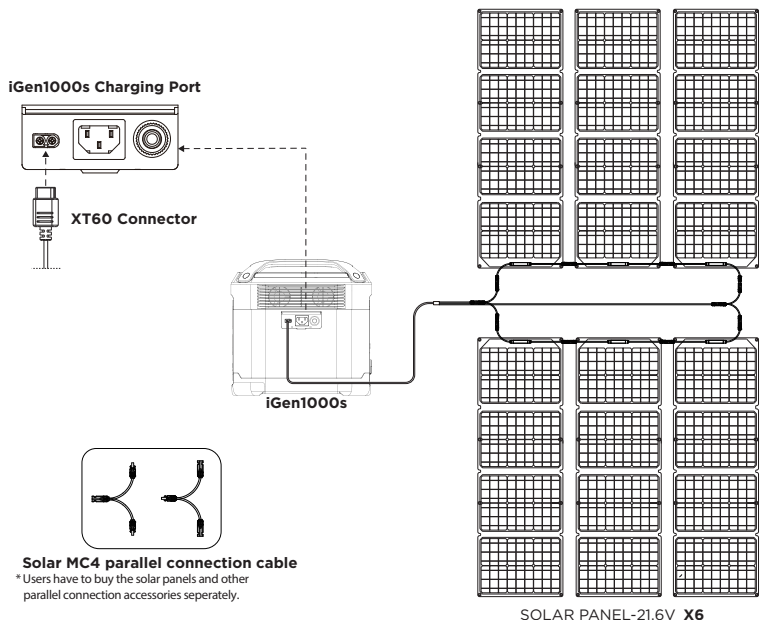 iGen1000s Charging Port
XT60 Connector
iGen1000s
Solar MC4 parallel connection cable
* Users have to buy the solar panels and other
parallel connection accessories seperately.
SOLAR PANEL-21.6V X6